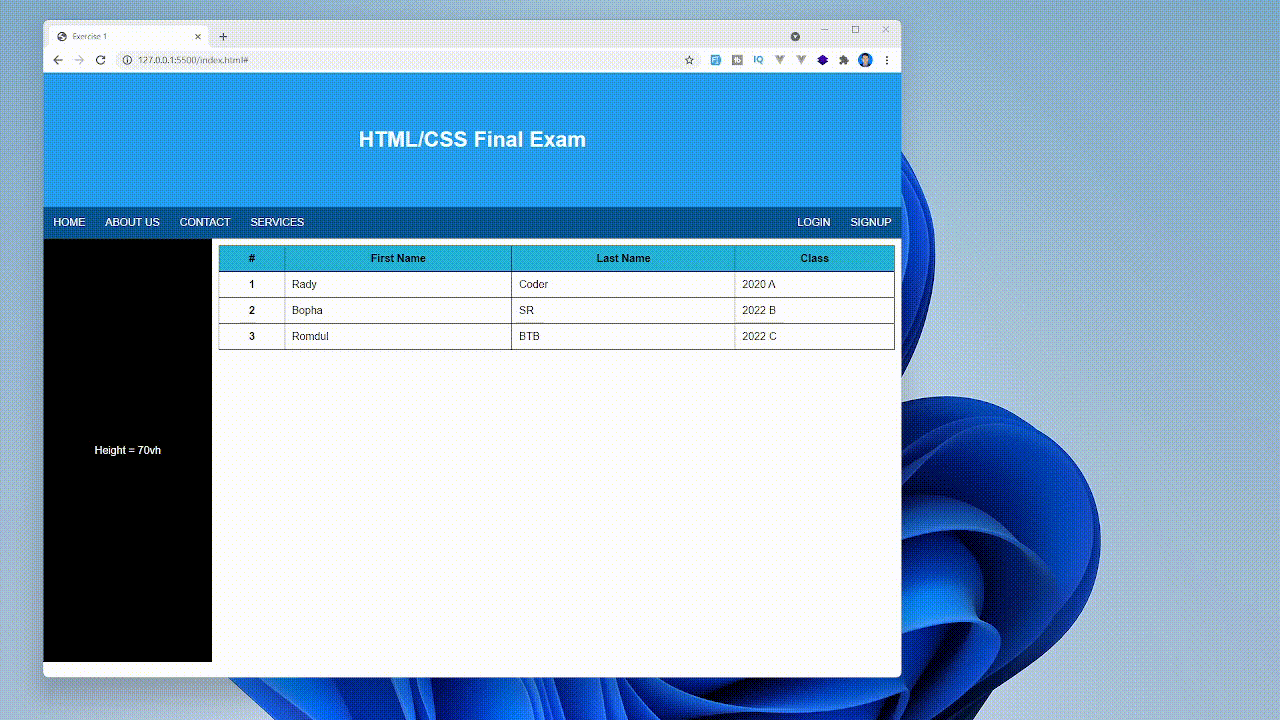 Exercise 1
127.0.0.1:5500/index.html#
IQ
HTML/CSS Final Exam
HOME ABOUT US CONTACT SERVICES LOGIN SIGNUP
# First Name Last Name Class
1 Rady Coder 2020 A
2 Bopha SR 2022 B
3 Romdul BTB 2022 C
Height = 70vh